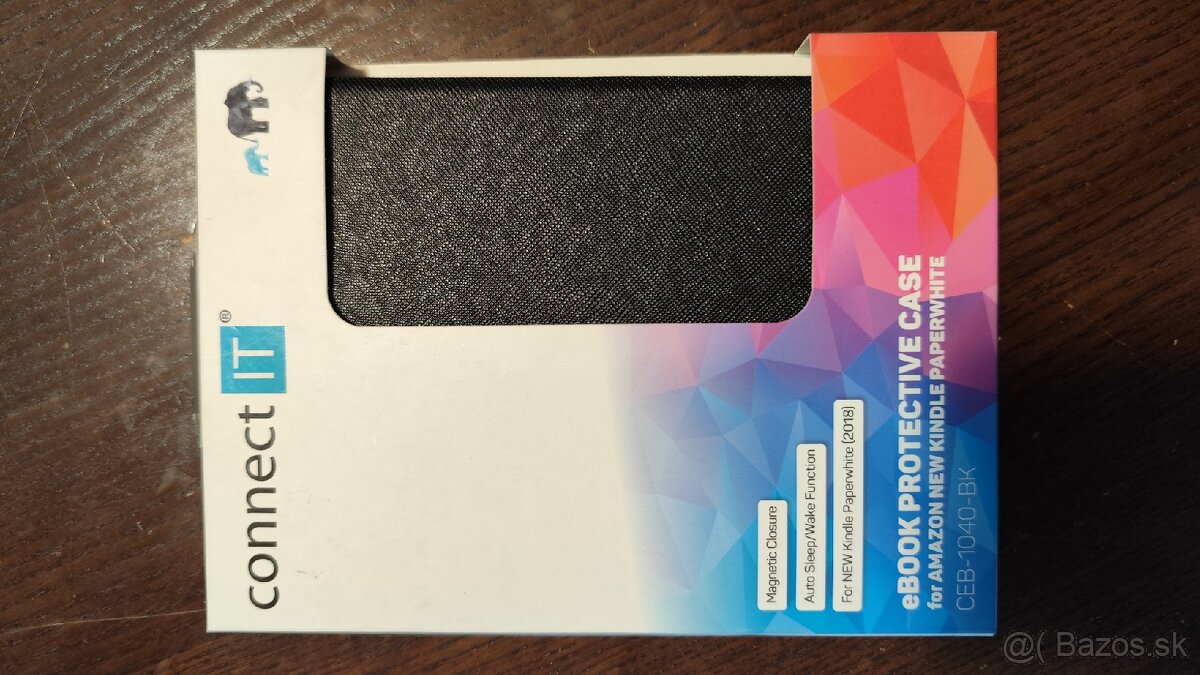 connect IT®
Magnetic Closure
Auto Sleep/Wake Function
For NEW Kindle Paperwhite (2018)
eBOOK PROTECTIVE CASE
for AMAZON NEW KINDLE PAPERWHITE
CEB-1040-BK
@( Bazos.sk